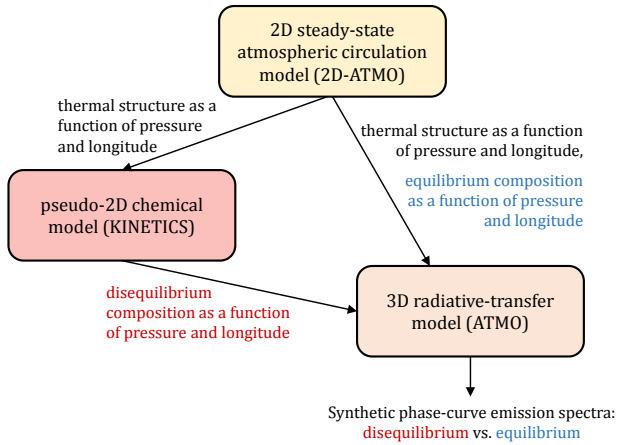 2D steady-state
atmospheric circulation
model (2D-ATMO)
thermal structure as a
function of pressure
and longitude
thermal structure as a function
of pressure and longitude,
equilibrium composition
as a function of pressure
and longitude
pseudo-2D chemical
model (KINETICS)
disequilibrium
composition as a function
of pressure and longitude
3D radiative-transfer
model (ATMO)
Synthetic phase-curve emission spectra:
disequilibrium vs. equilibrium